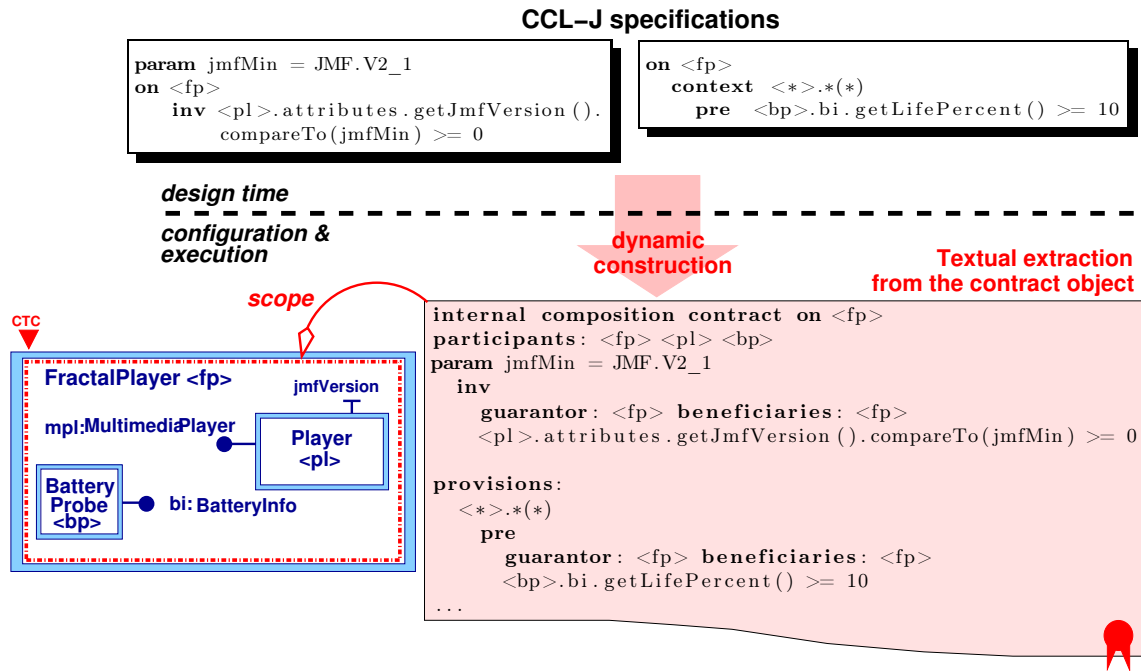 CCL–J specifications
param jmfMin = JMF.V2_1
on <fp>
inv <pl>.attributes.getJmfVersion().
compareTo(jmfMin) >= 0
on <fp>
context <*>.*(*)
pre <bp>.bi.getLifePercent() >= 10
design time
configuration &
execution
dynamic
construction
Textual extraction
from the contract object
scope
CTC
FractalPlayer <fp>
jmfVersion
mpl:MultimediaPlayer
Player
<pl>
Battery
Probe
<bp>
bi: BatteryInfo
internal composition contract on <fp>
participants: <fp> <pl> <bp>
param jmfMin = JMF.V2_1
inv
guarantor: <fp> beneficiaries: <fp>
<pl>.attributes.getJmfVersion().compareTo(jmfMin) >= 0
provisions:
<*>.*(*)
pre
guarantor: <fp> beneficiaries: <fp>
<bp>.bi.getLifePercent() >= 10
...